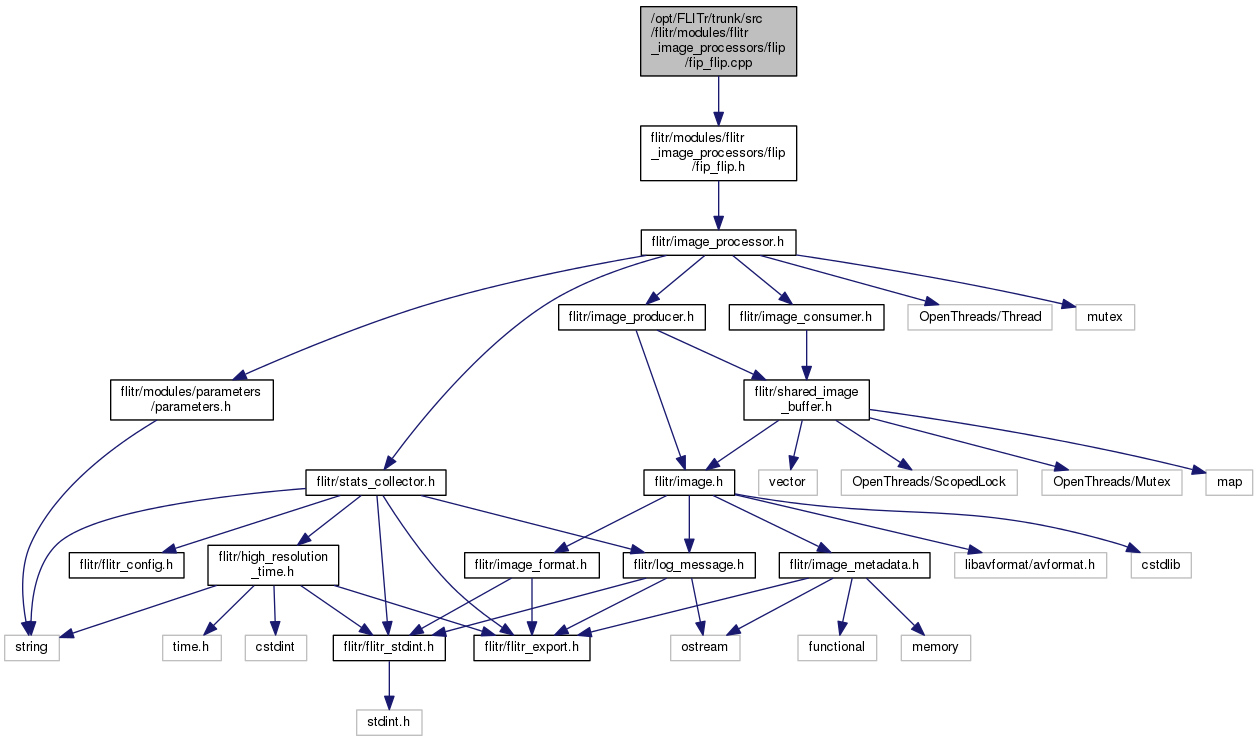 /opt/FLITr/trunk/src
/flitr/modules/flitr
_image_processors/flip
/fip_flip.cpp
flitr/modules/flitr
_image_processors/flip
/fip_flip.h
flitr/image_processor.h
flitr/image_producer.h
flitr/image_consumer.h
OpenThreads/Thread
mutex
flitr/modules/parameters
/parameters.h
flitr/shared_image
_buffer.h
flitr/stats_collector.h
flitr/image.h
vector
OpenThreads/ScopedLock
OpenThreads/Mutex
map
flitr/flitr_config.h
flitr/high_resolution
_time.h
flitr/image_format.h
flitr/log_message.h
flitr/image_metadata.h
libavformat/avformat.h
cstdlib
string
time.h
cstdint
flitr/flitr_stdint.h
flitr/flitr_export.h
ostream
functional
memory
stdint.h